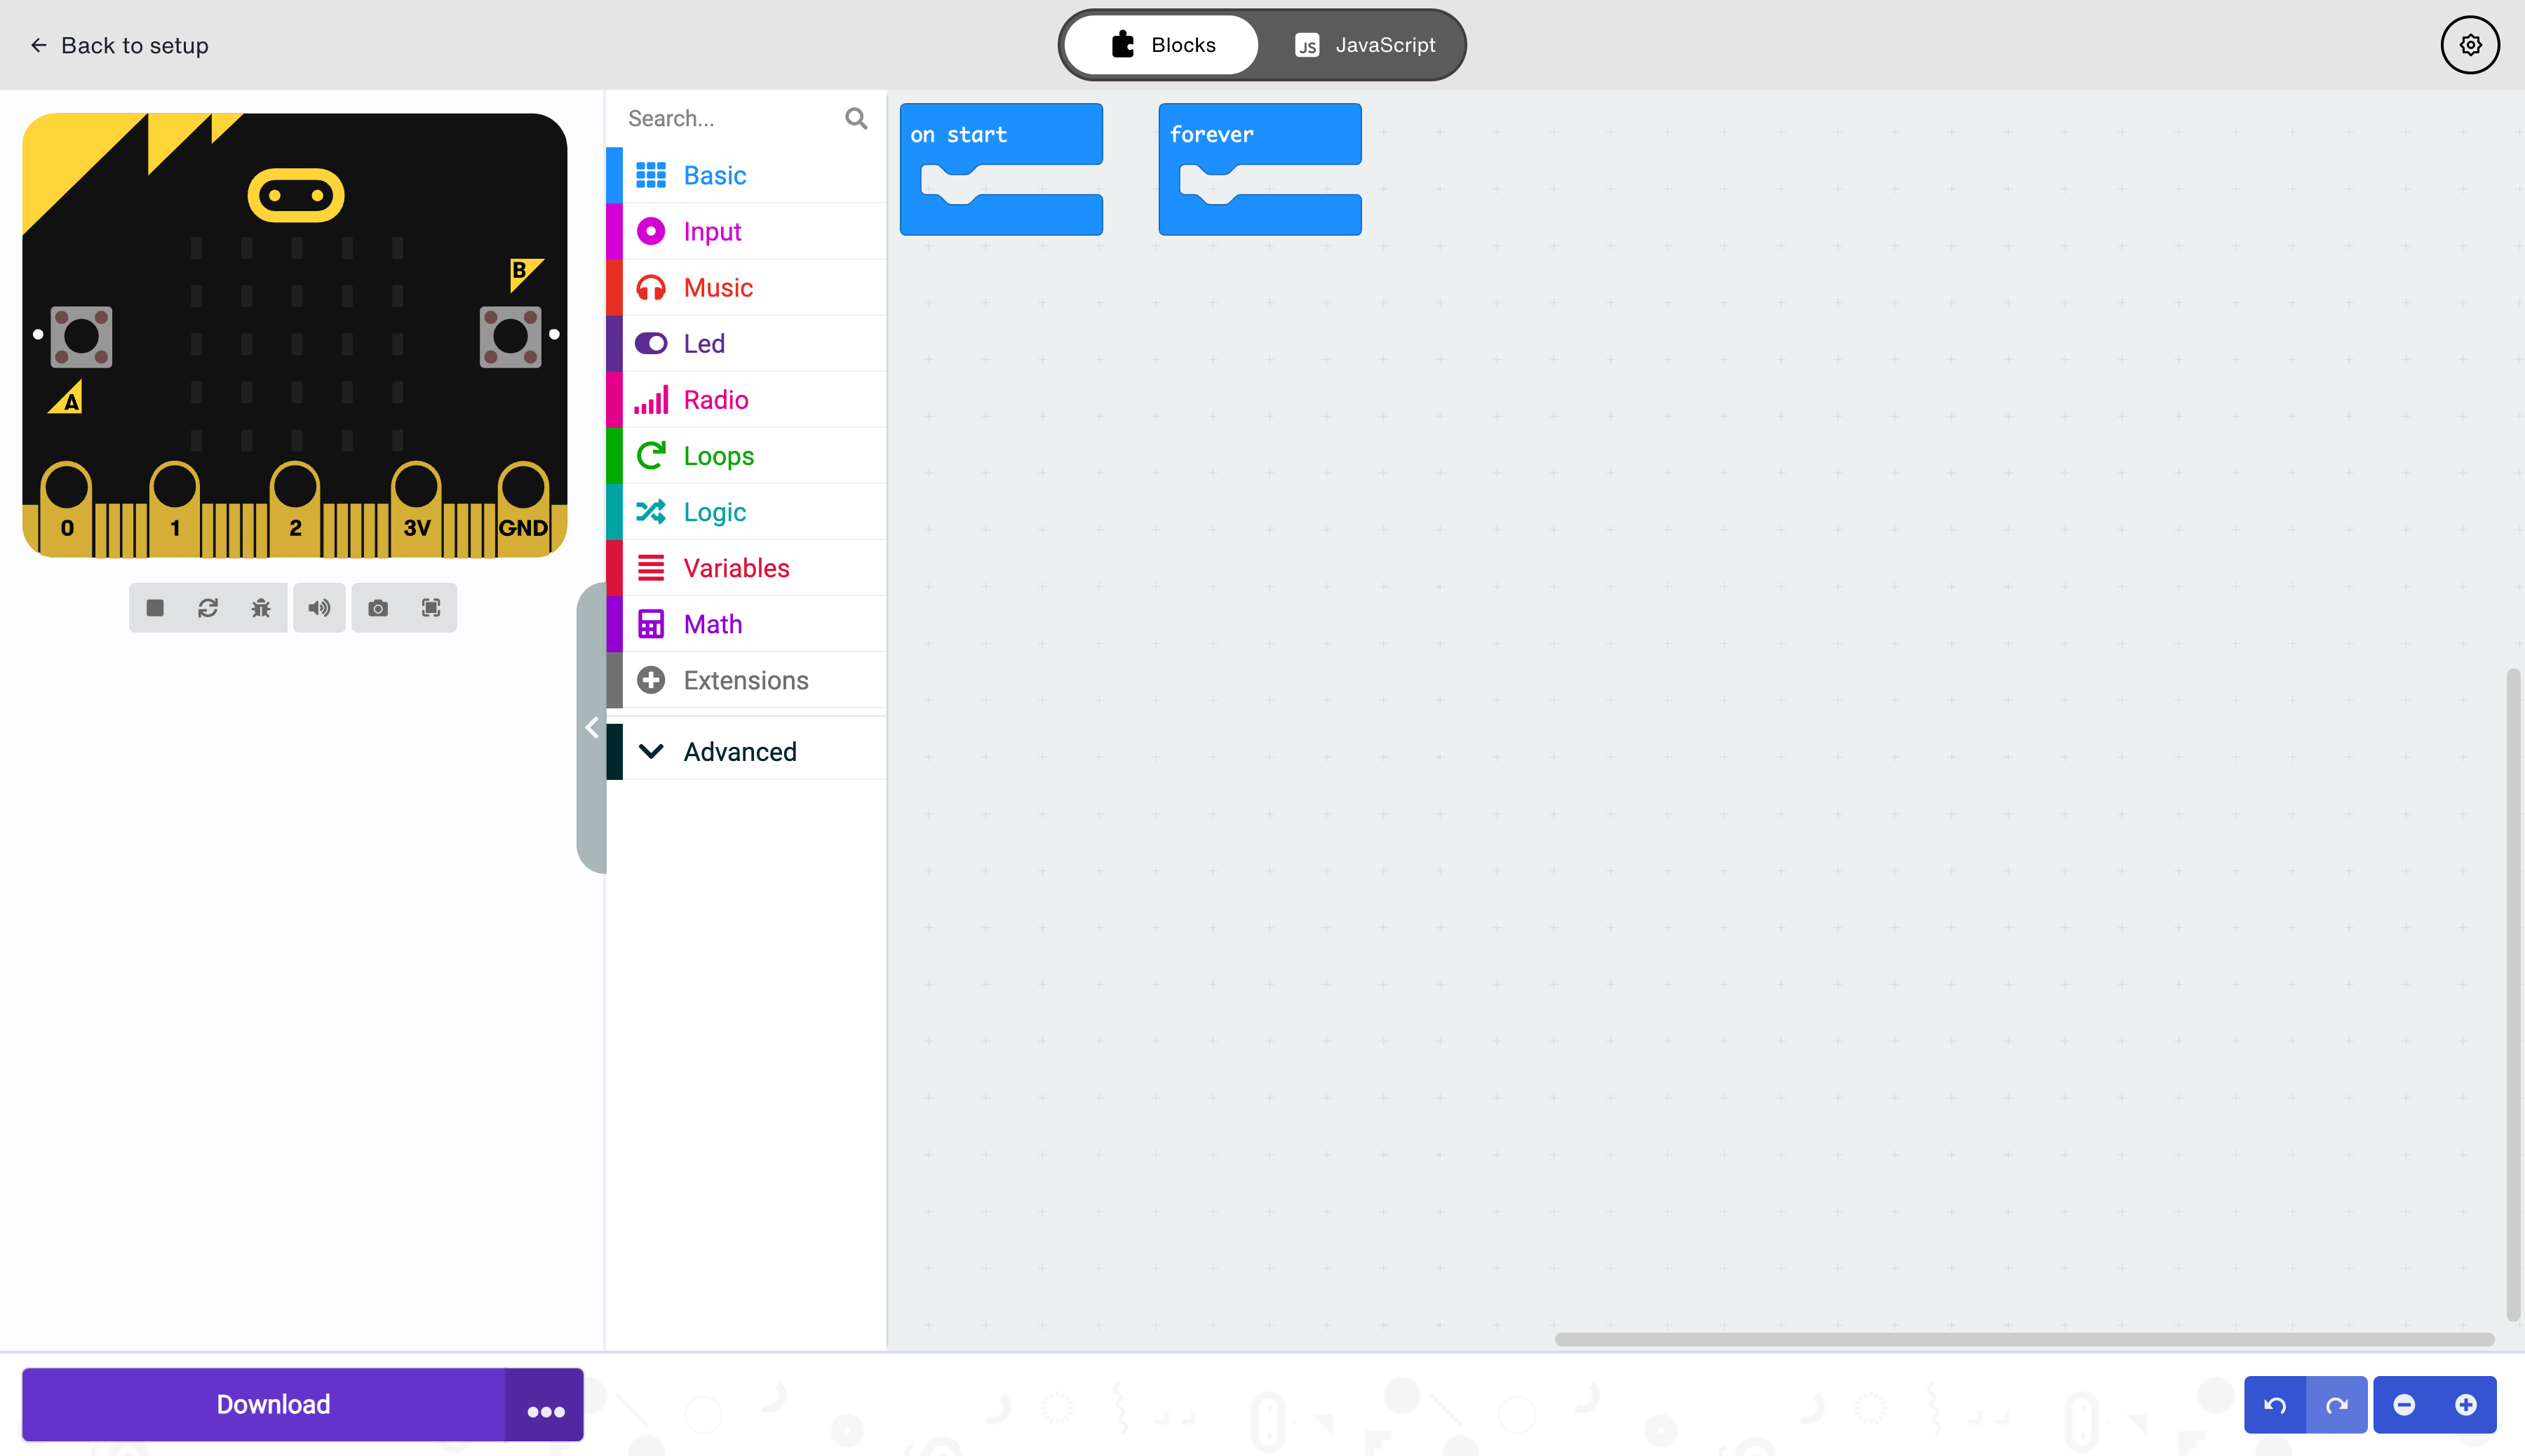 Back to setup
Blocks
JS JavaScript
Search...
Basic
Input
Music
Led
Radio
Loops
Logic
Variables
Math
Extensions
Advanced
on start
forever
B
A
0 1 2 3V GND
Download